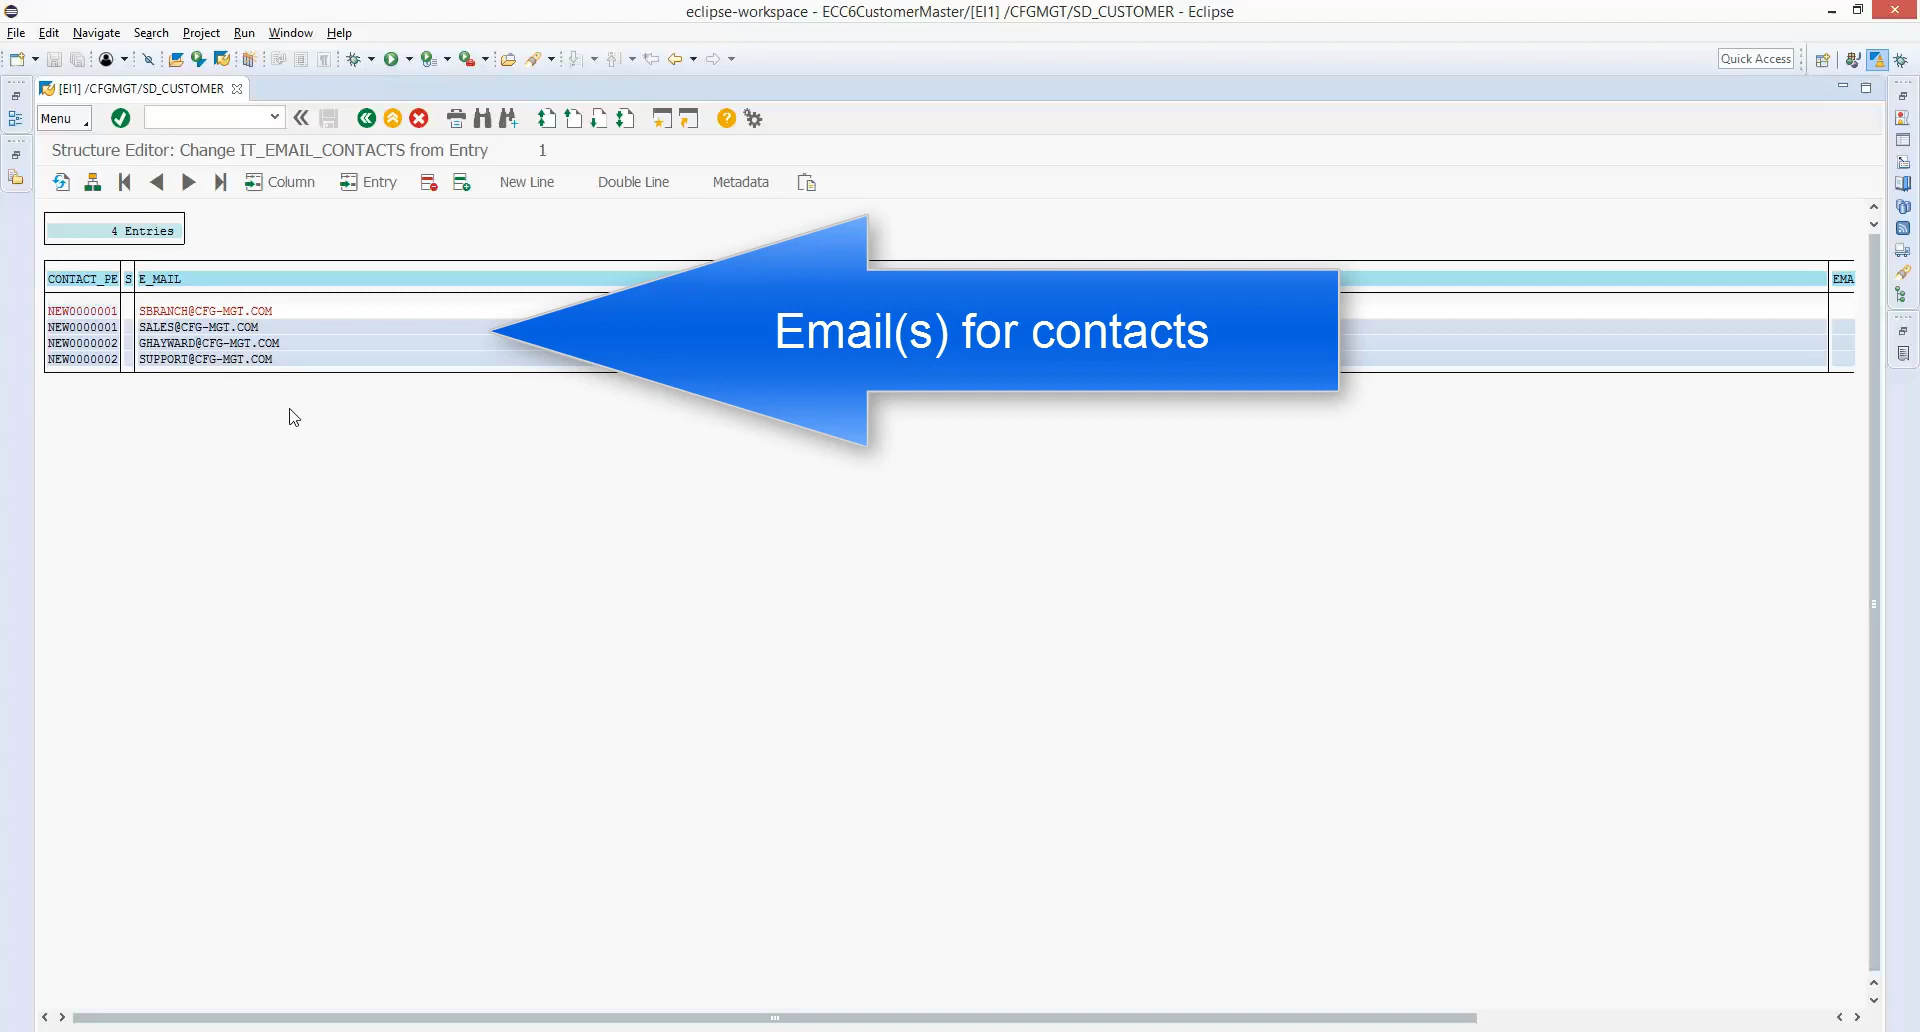 eclipse-workspace - ECC6CustomerMaster/[EI1] /CFGMGT/SD_CUSTOMER - Eclipse
File Edit Navigate Search Project Run Window Help
Quick Access
[EI1] /CFGMGT/SD_CUSTOMER
Menu
Structure Editor: Change IT_EMAIL_CONTACTS from Entry 1
Column Entry New Line Double Line Metadata
4 Entries
CONTACT_PE S E_MAIL EMA
NEW0000001 SBRANCH@CFG-MGT.COM
NEW0000001 SALES@CFG-MGT.COM
NEW0000002 GHAYWARD@CFG-MGT.COM
NEW0000002 SUPPORT@CFG-MGT.COM
Email(s) for contacts